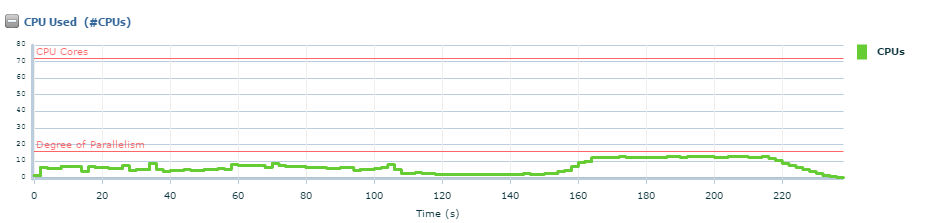 CPU Used (#CPUs)
80
CPU Cores
CPUs
70
60
50
40
30
20
Degree of Parallelism
10
0
0 20 40 60 80 100 120 140 160 180 200 220
Time (s)